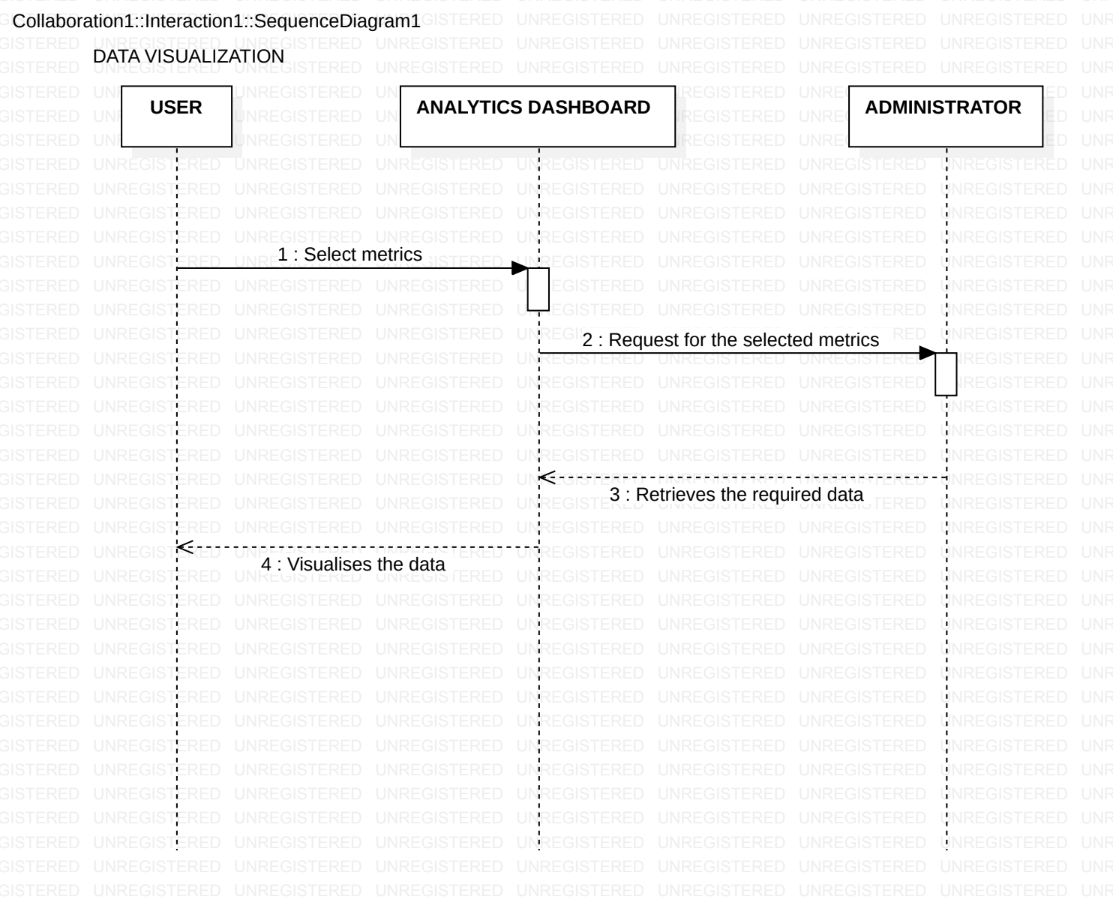 Collaboration1::Interaction1::SequenceDiagram1
DATA VISUALIZATION
USER
ANALYTICS DASHBOARD
ADMINISTRATOR
1 : Select metrics
2 : Request for the selected metrics
3 : Retrieves the required data
4 : Visualises the data
UNREGISTERED